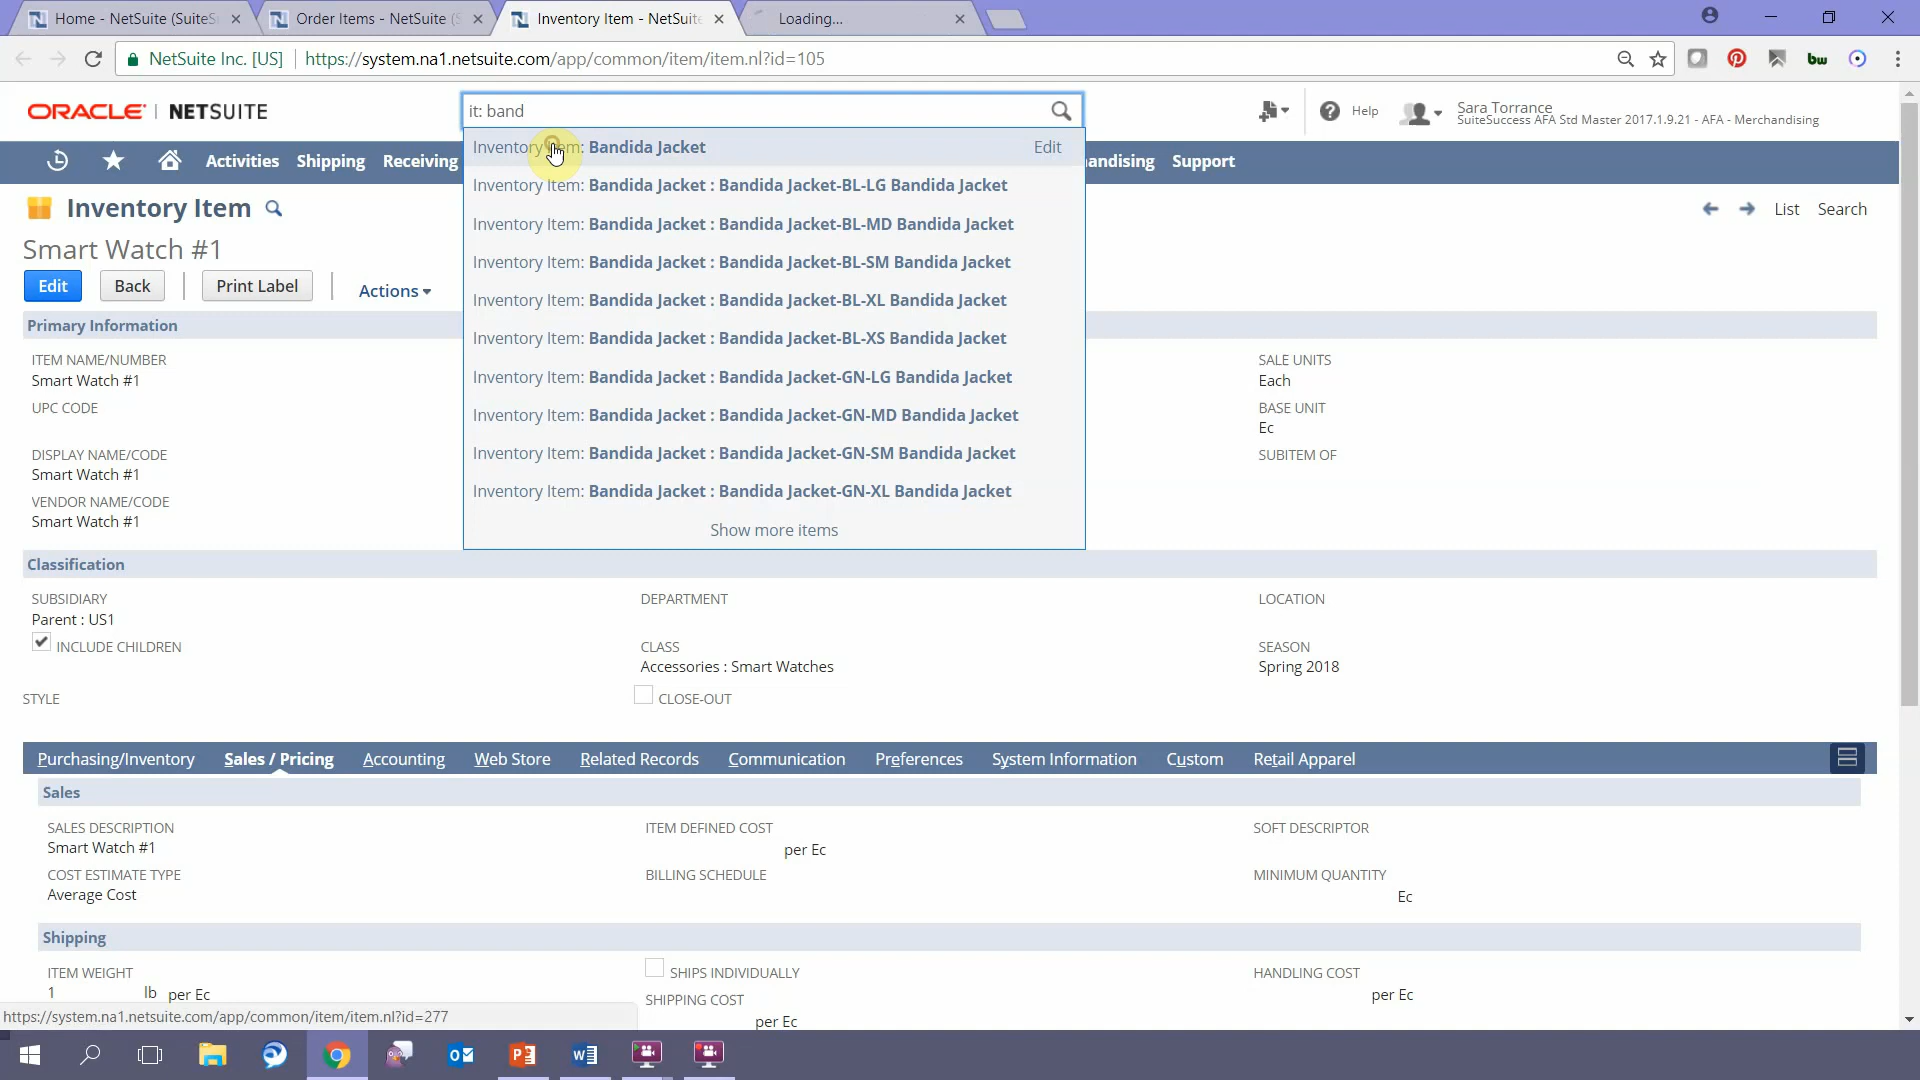 Home - NetSuite (SuiteS
Order Items - NetSuite (S
Inventory Item - NetSuite
Loading...
NetSuite Inc. [US]
https://system.na1.netsuite.com/app/common/item/item.nl?id=105
bw
ORACLE | NETSUITE
it: band
Help
Sara Torrance
SuiteSuccess AFA Std Master 2017.1.9.21 - AFA - Merchandising
Activities Shipping Receiving andising Support
Inventory Item: Bandida Jacket Edit
Inventory Item: Bandida Jacket : Bandida Jacket-BL-LG Bandida Jacket
Inventory Item: Bandida Jacket : Bandida Jacket-BL-MD Bandida Jacket
Inventory Item: Bandida Jacket : Bandida Jacket-BL-SM Bandida Jacket
Inventory Item: Bandida Jacket : Bandida Jacket-BL-XL Bandida Jacket
Inventory Item: Bandida Jacket : Bandida Jacket-BL-XS Bandida Jacket
Inventory Item: Bandida Jacket : Bandida Jacket-GN-LG Bandida Jacket
Inventory Item: Bandida Jacket : Bandida Jacket-GN-MD Bandida Jacket
Inventory Item: Bandida Jacket : Bandida Jacket-GN-SM Bandida Jacket
Inventory Item: Bandida Jacket : Bandida Jacket-GN-XL Bandida Jacket
Show more items
Inventory Item
List Search
Smart Watch #1
Edit Back Print Label Actions
Primary Information
ITEM NAME/NUMBER
Smart Watch #1
UPC CODE
DISPLAY NAME/CODE
Smart Watch #1
VENDOR NAME/CODE
Smart Watch #1
SALE UNITS
Each
BASE UNIT
Ec
SUBITEM OF
Classification
SUBSIDIARY
Parent : US1
INCLUDE CHILDREN
STYLE
DEPARTMENT
CLASS
Accessories : Smart Watches
CLOSE-OUT
LOCATION
SEASON
Spring 2018
Purchasing/Inventory Sales / Pricing Accounting Web Store Related Records Communication Preferences System Information Custom Retail Apparel
Sales
SALES DESCRIPTION
Smart Watch #1
COST ESTIMATE TYPE
Average Cost
ITEM DEFINED COST
per Ec
BILLING SCHEDULE
SOFT DESCRIPTOR
MINIMUM QUANTITY
Ec
Shipping
ITEM WEIGHT
1 lb per Ec
SHIPS INDIVIDUALLY
SHIPPING COST
per Ec
HANDLING COST
per Ec
https://system.na1.netsuite.com/app/common/item/item.nl?id=277